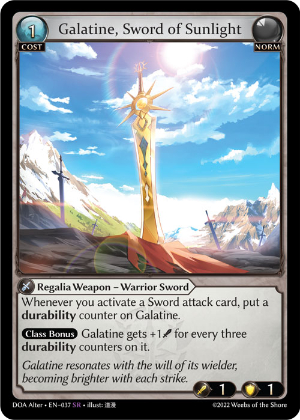 1
Galatine, Sword of Sunlight
COST
NORM
Regalia Weapon – Warrior Sword
Whenever you activate a Sword attack card, put a
durability counter on Galatine.
Class Bonus Galatine gets +1 for every three
durability counters on it.
Galatine resonates with the will of its wielder,
becoming brighter with each strike.
1
1
DOA Alter • EN-037 SR • illust: 道漫
©2022 Weebs of the Shore